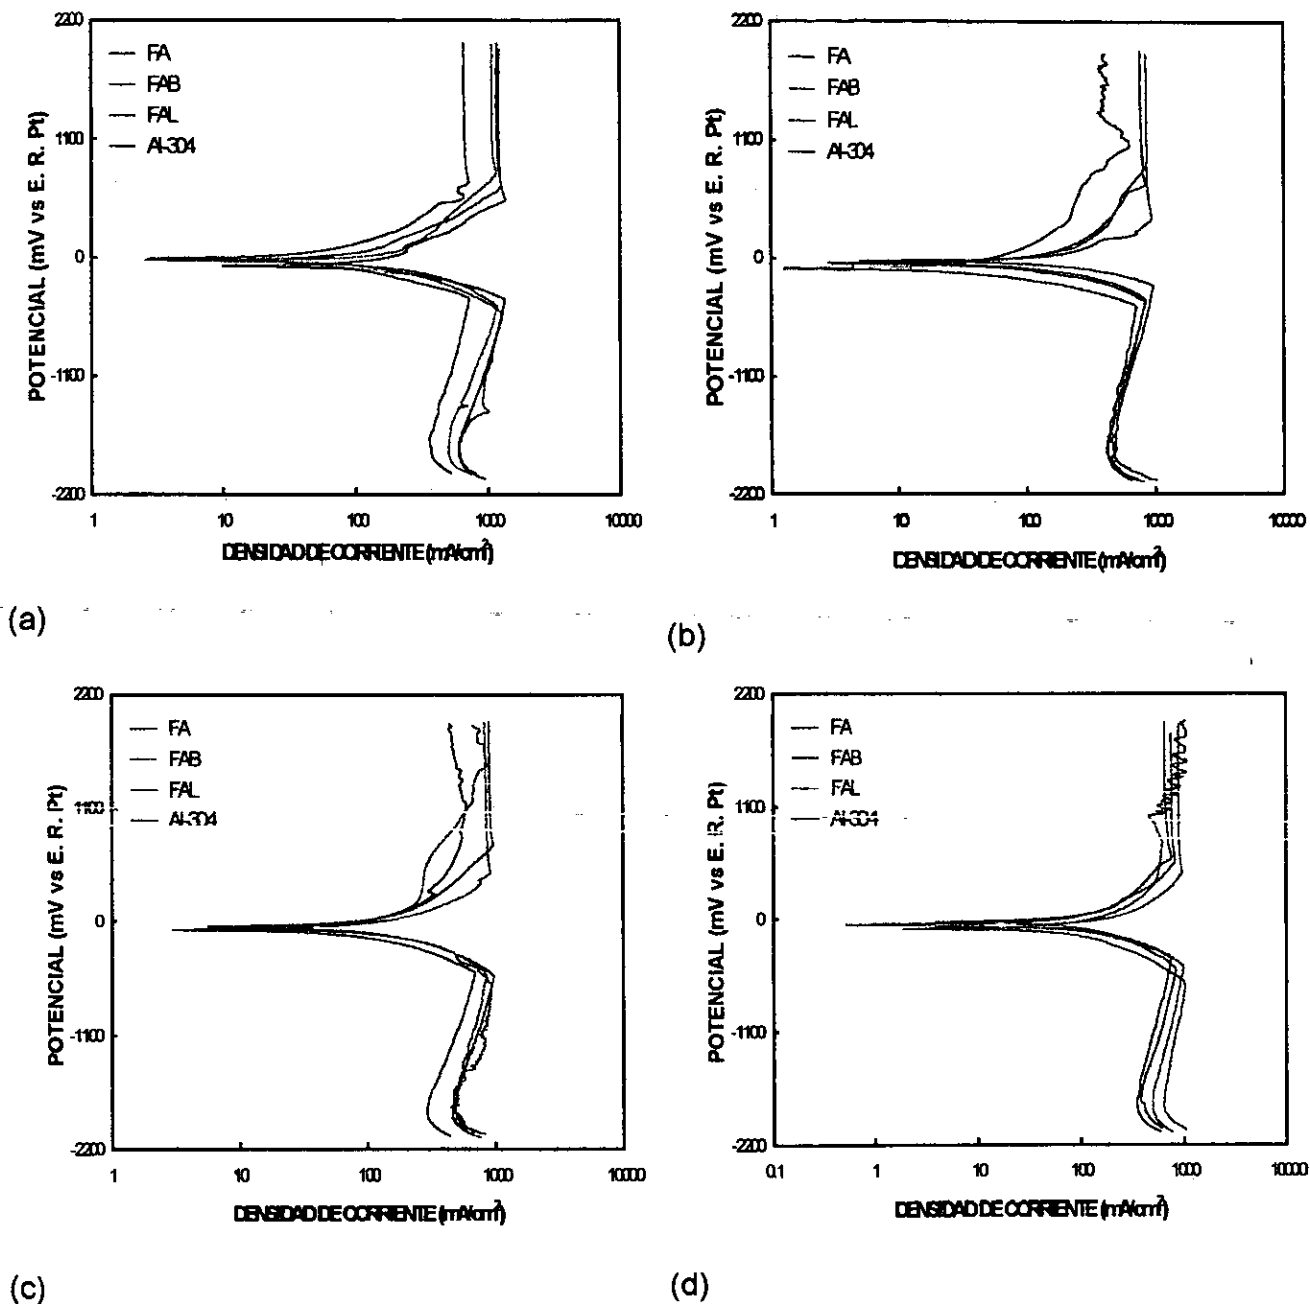 2200
1100
0
-1100
-2200
POTENCIAL (mV vs E. R. Pt)
FA
FAB
FAL
AI-304
1 10 100 1000 10000
DENSIDAD DE CORRIENTE (mA/cm²)
(a)
2200
1100
0
-1100
-2200
POTENCIAL (mV vs E. R. Pt)
FA
FAB
FAL
AI-304
1 10 100 1000 10000
DENSIDAD DE CORRIENTE (mA/cm²)
(b)
2200
1100
0
-1100
-2200
POTENCIAL (mV vs E. R. Pt)
FA
FAB
FAL
AI-304
1 10 100 1000 10000
DENSIDAD DE CORRIENTE (mA/cm²)
(c)
2200
1100
0
-1100
-2200
POTENCIAL (mV vs E. R. Pt)
FA
FAB
FAL
AI-304
0.1 1 10 100 1000 10000
DENSIDAD DE CORRIENTE (mA/cm²)
(d)